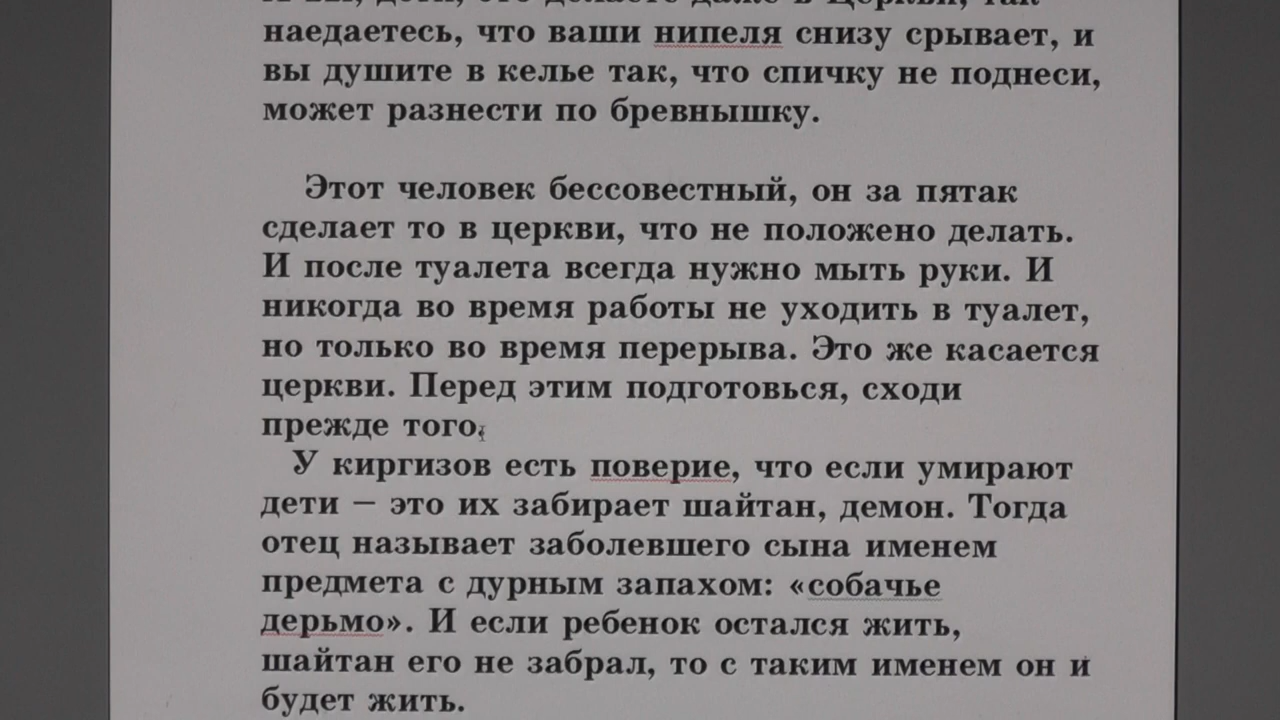 наедаетесь, что ваши нипеля снизу срывает, и
вы душите в келье так, что спичку не поднеси,
может разнести по бревнышку.
Этот человек бессовестный, он за пятак
сделает то в церкви, что не положено делать.
И после туалета всегда нужно мыть руки. И
никогда во время работы не уходить в туалет,
но только во время перерыва. Это же касается
церкви. Перед этим подготовься, сходи
прежде того.
У киргизов есть поверие, что если умирают
дети – это их забирает шайтан, демон. Тогда
отец называет заболевшего сына именем
предмета с дурным запахом: «собачье
дерьмо». И если ребенок остался жить,
шайтан его не забрал, то с таким именем он и
будет жить.